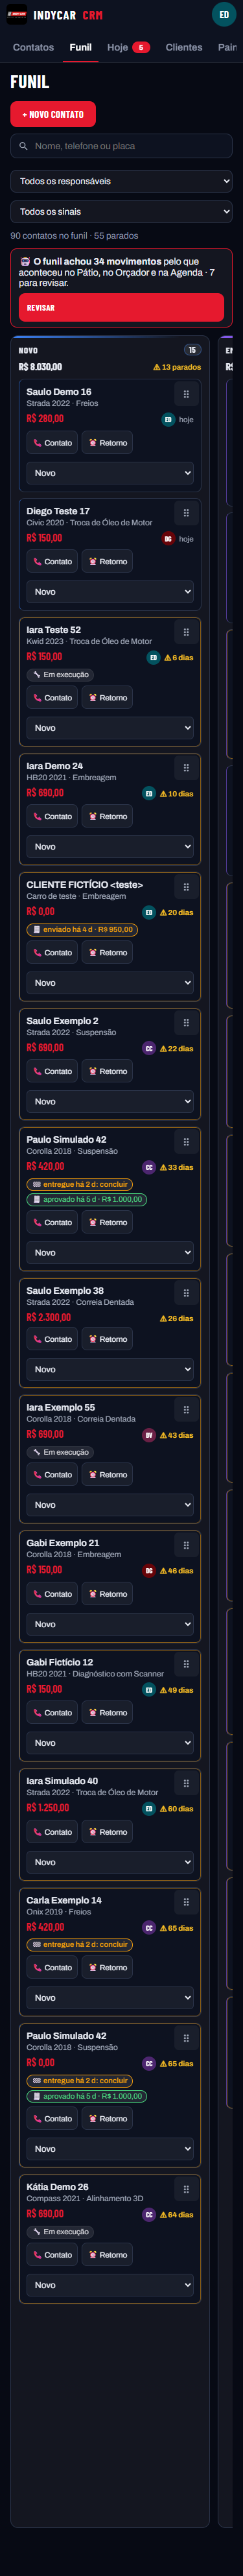 INDYCAR CRM
ED
Contatos Funil Hoje 5 Clientes Pain
FUNIL
+ NOVO CONTATO
Nome, telefone ou placa
Todos os responsáveis
Todos os sinais
90 contatos no funil · 55 parados
O funil achou 34 movimentos pelo que
aconteceu no Pátio, no Orçador e na Agenda · 7
para revisar.
REVISAR
NOVO 15
R$ 8.030,00 13 parados
Saulo Demo 16
Strada 2022 · Freios
R$ 280,00 ED hoje
Contato Retorno
Novo
Diego Teste 17
Civic 2020 · Troca de Óleo de Motor
R$ 150,00 DG hoje
Contato Retorno
Novo
Iara Teste 52
Kwid 2023 · Troca de Óleo de Motor
R$ 150,00 ED 6 dias
Em execução
Contato Retorno
Novo
Iara Demo 24
HB20 2021 · Embreagem
R$ 690,00 ED 10 dias
Contato Retorno
Novo
CLIENTE FICTÍCIO <teste>
Carro de teste · Embreagem
R$ 0,00 ED 20 dias
enviado há 4 d · R$ 950,00
Contato Retorno
Novo
Saulo Exemplo 2
Strada 2022 · Suspensão
R$ 690,00 CC 22 dias
Contato Retorno
Novo
Paulo Simulado 42
Corolla 2018 · Suspensão
R$ 420,00 CC 33 dias
entregue há 2 d: concluir
aprovado há 5 d · R$ 1.000,00
Contato Retorno
Novo
Saulo Exemplo 38
Strada 2022 · Correia Dentada
R$ 2.300,00 26 dias
Contato Retorno
Novo
Iara Exemplo 55
Corolla 2018 · Correia Dentada
R$ 690,00 BV 43 dias
Em execução
Contato Retorno
Novo
Gabi Exemplo 21
Corolla 2018 · Embreagem
R$ 150,00 DG 46 dias
Contato Retorno
Novo
Gabi Fictício 12
HB20 2021 · Diagnóstico com Scanner
R$ 150,00 ED 49 dias
Contato Retorno
Novo
Iara Simulado 40
Strada 2022 · Troca de Óleo de Motor
R$ 1.250,00 ED 60 dias
Contato Retorno
Novo
Carla Exemplo 14
Onix 2019 · Freios
R$ 420,00 CC 65 dias
entregue há 2 d: concluir
Contato Retorno
Novo
Paulo Simulado 42
Corolla 2018 · Suspensão
R$ 0,00 CC 65 dias
entregue há 2 d: concluir
aprovado há 5 d · R$ 1.000,00
Contato Retorno
Novo
Kátia Demo 26
Compass 2021 · Alinhamento 3D
R$ 690,00 CC 64 dias
Em execução
Contato Retorno
Novo